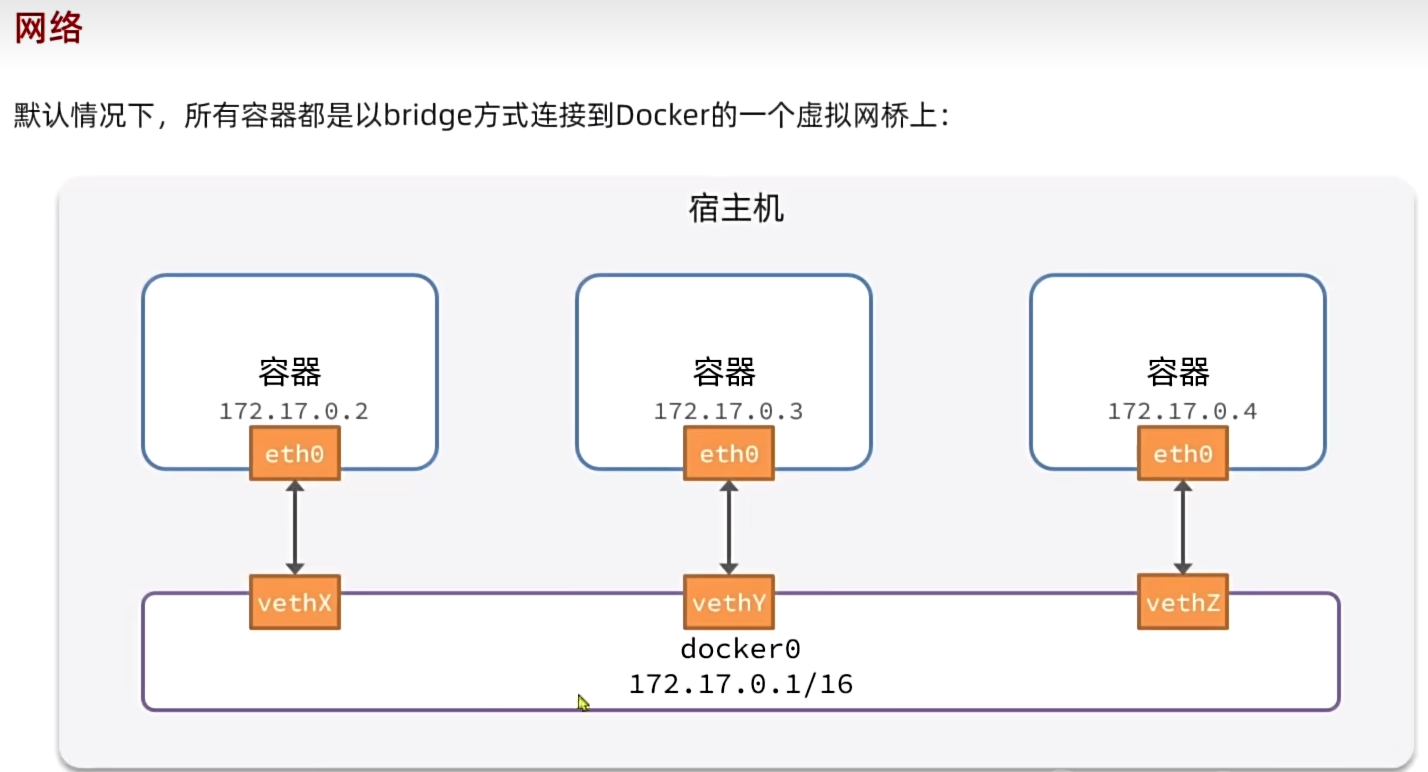 网络
默认情况下，所有容器都是以bridge方式连接到Docker的一个虚拟网桥上：
宿主机
容器 容器 容器
172.17.0.2 172.17.0.3 172.17.0.4
eth0 eth0 eth0
vethX vethY vethZ
docker0
172.17.0.1/16